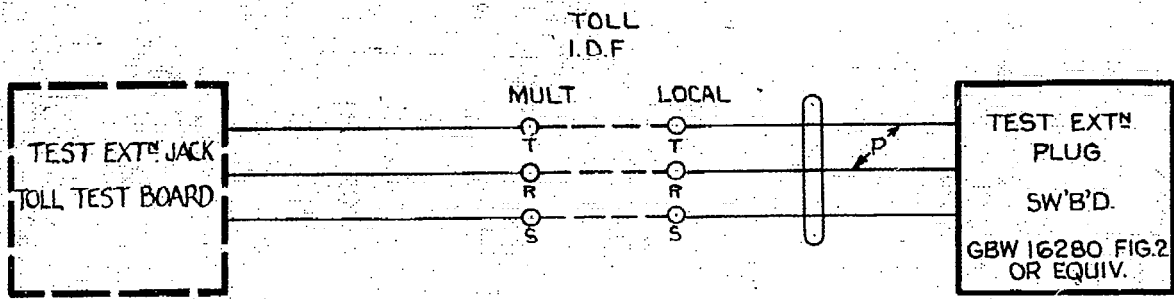 TOLL
I.D.F
MULT LOCAL
T T
R R
S S
P
TEST EXTN JACK
TOLL TEST BOARD
TEST EXTN
PLUG
SW'B'D.
GBW 16280 FIG.2
OR EQUIV.